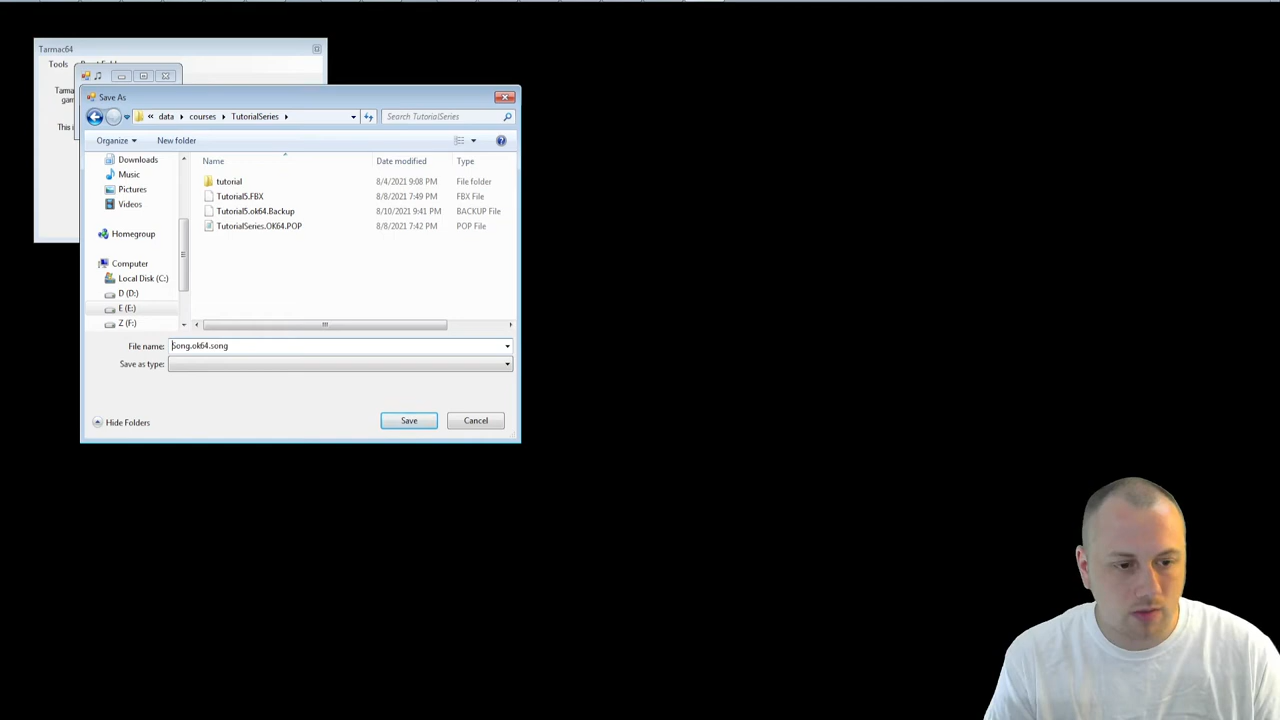 Tarmac64
Tools
Tarma
gam
This i
Save As
« data courses TutorialSeries
Search TutorialSeries
Organize
New folder
Name
Date modified
Type
Downloads
Music
Pictures
Videos
Homegroup
Computer
Local Disk (C:)
D (D:)
E (E:)
Z (F:)
tutorial 8/4/2021 9:08 PM File folder
Tutorial5.FBX 8/8/2021 7:49 PM FBX File
Tutorial5.ok64.Backup 8/10/2021 9:41 PM BACKUP File
TutorialSeries.OK64.POP 8/8/2021 7:42 PM POP File
File name: Song.ok64.song
Save as type:
Hide Folders
Save
Cancel